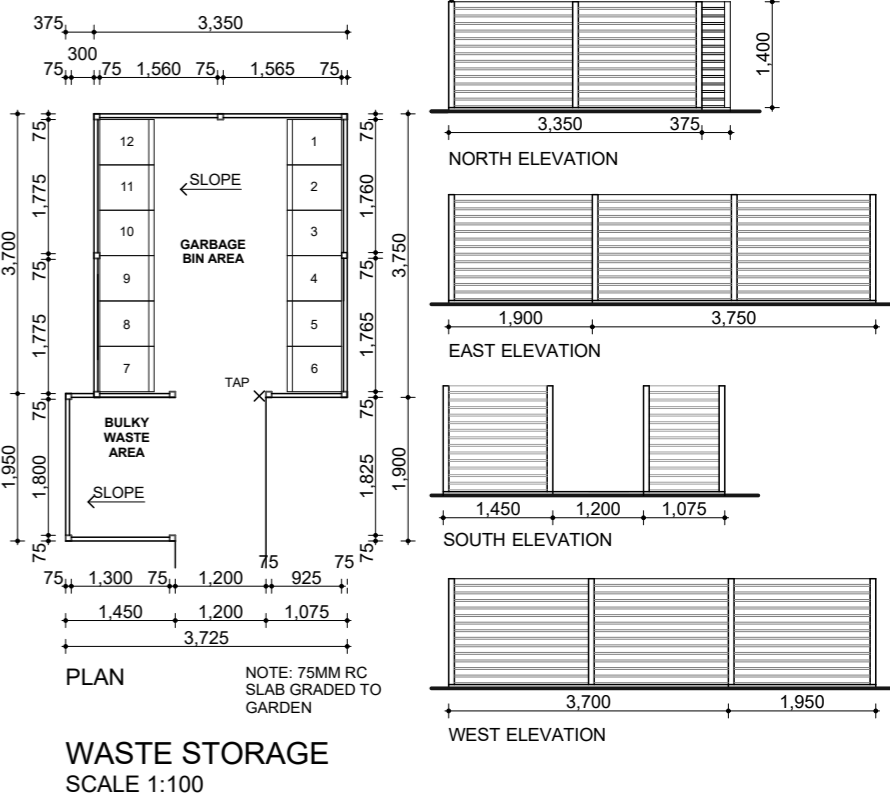 375 3,350
300
75 75 1,560 75 1,565 75
75
1,775
75
1,775
3,700
75
1,800
1,950
75
75
1,760
75
1,765
3,750
75
1,825
1,900
75
12 1
11 2
10 3
9 4
8 5
7 6
SLOPE
GARBAGE
BIN AREA
TAP
BULKY
WASTE
AREA
SLOPE
75 75
75 1,300 75 1,200 925
1,450 1,200 1,075
3,725
PLAN
NOTE: 75MM RC
SLAB GRADED TO
GARDEN
WASTE STORAGE
SCALE 1:100
1,400
3,350 375
NORTH ELEVATION
1,900 3,750
EAST ELEVATION
1,450 1,200 1,075
SOUTH ELEVATION
3,700 1,950
WEST ELEVATION